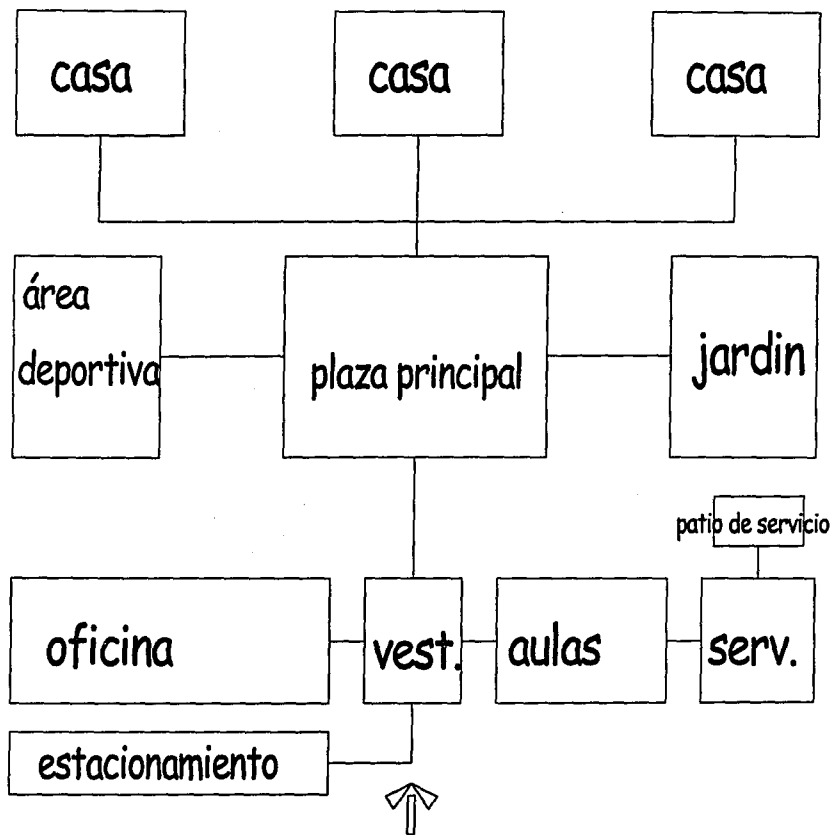 casa
casa
casa
área
deportiva
plaza principal
jardin
patio de servicio
oficina
vest.
aulas
serv.
estacionamiento